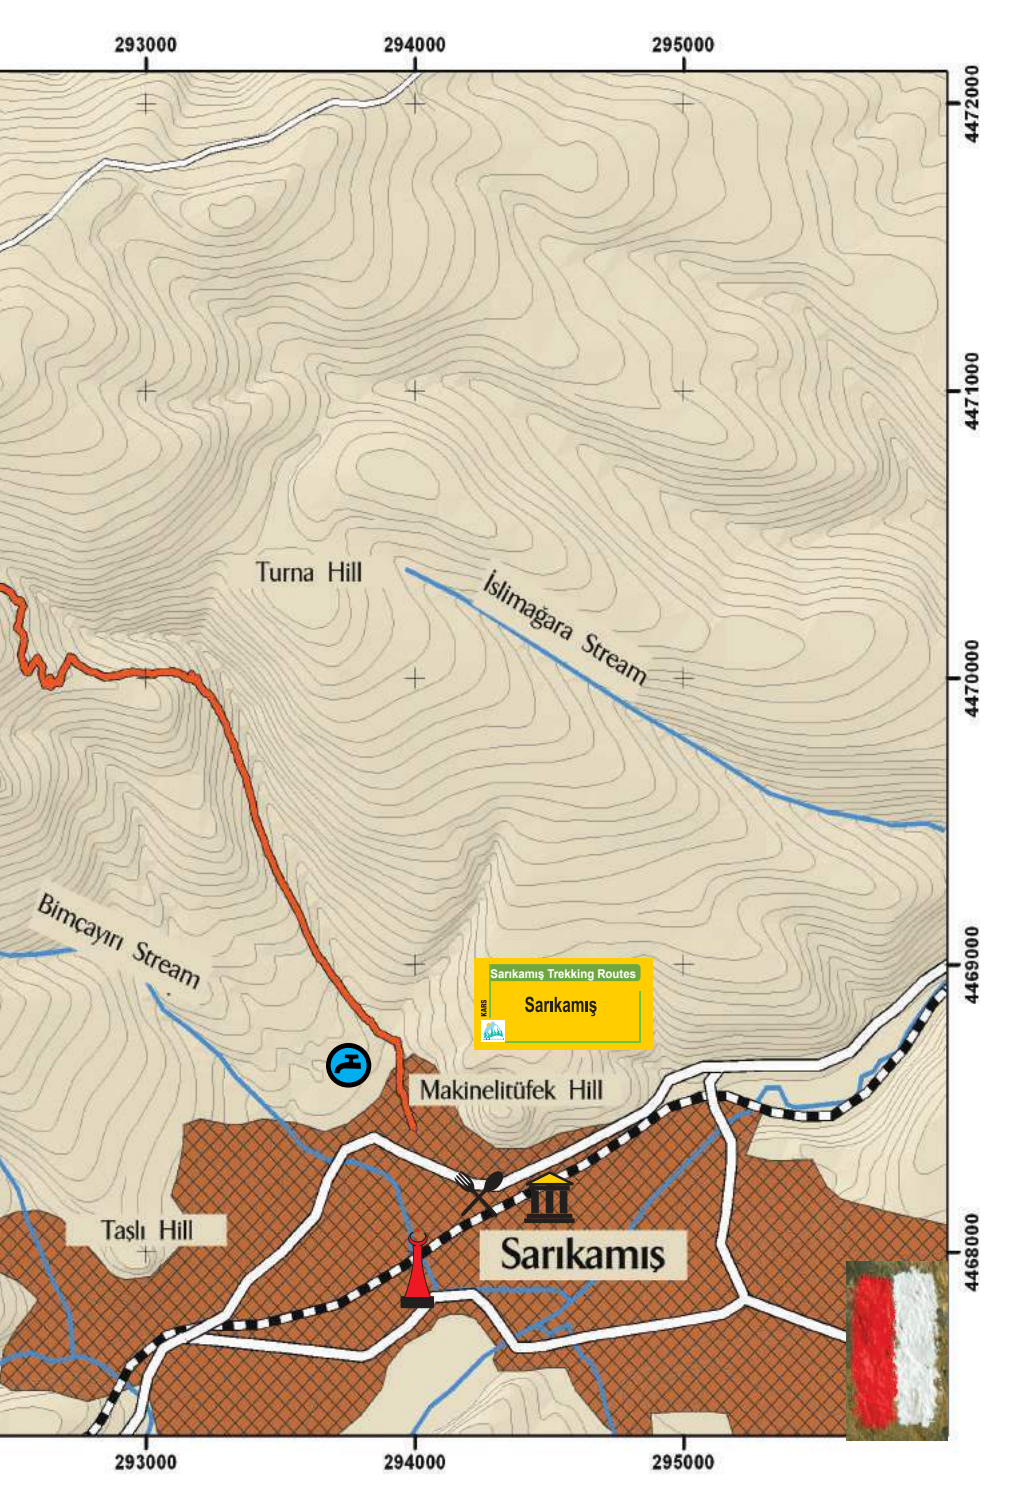 293000 294000 295000
4472000
4471000
Turna Hill
İslimağara Stream
4470000
Bimçayırı Stream
4469000
Sarıkamış Trekking Routes
KARS
Sarıkamış
Makinelitüfek Hill
Taşlı Hill
Sarıkamış
4468000
293000 294000 295000